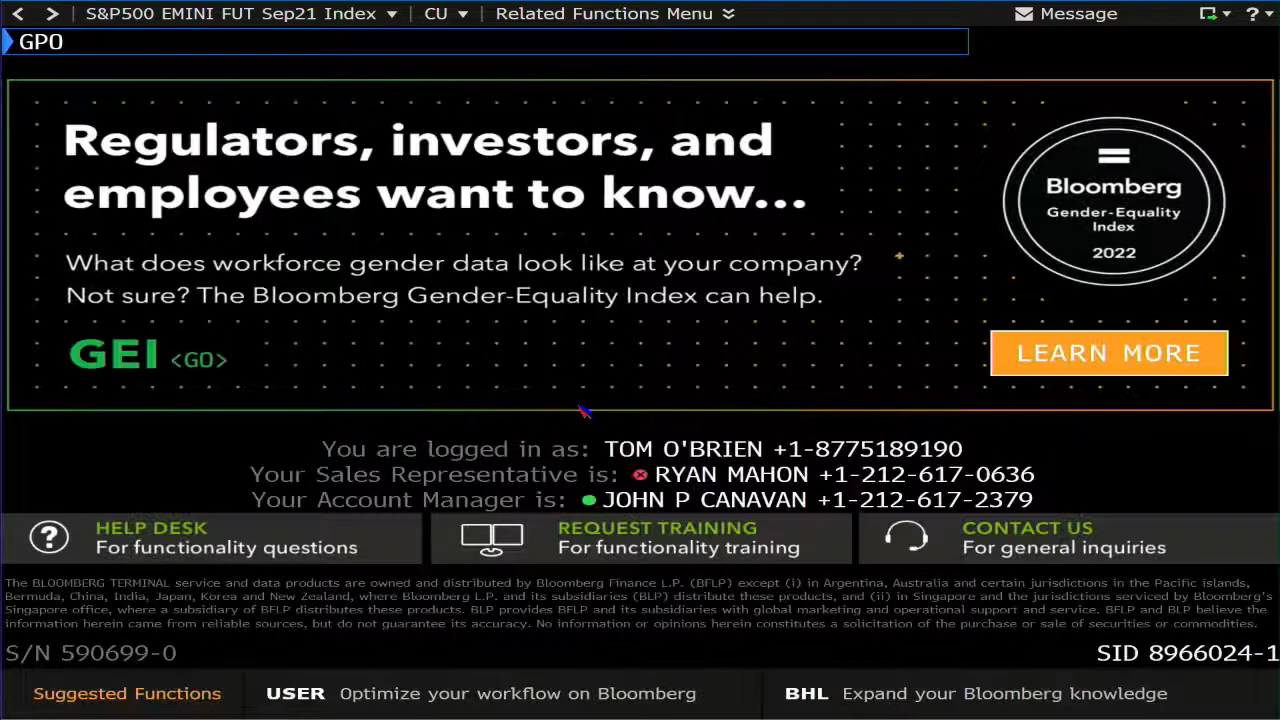 S&P500 EMINI FUT Sep21 Index CU Related Functions Menu Message ?
GPO
Regulators, investors, and
employees want to know...
What does workforce gender data look like at your company?
Not sure? The Bloomberg Gender-Equality Index can help.
GEI <GO>
Bloomberg
Gender-Equality
Index
2022
LEARN MORE
You are logged in as: TOM O'BRIEN +1-8775189190
Your Sales Representative is: RYAN MAHON +1-212-617-0636
Your Account Manager is: JOHN P CANAVAN +1-212-617-2379
? HELP DESK
For functionality questions
REQUEST TRAINING
For functionality training
CONTACT US
For general inquiries
The BLOOMBERG TERMINAL service and data products are owned and distributed by Bloomberg Finance L.P. (BFLP) except (i) in Argentina, Australia and certain jurisdictions in the Pacific islands,
Bermuda, China, India, Japan, Korea and New Zealand, where Bloomberg L.P. and its subsidiaries (BLP) distribute these products, and (ii) in Singapore and the jurisdictions serviced by Bloomberg's
Singapore office, where a subsidiary of BFLP distributes these products. BLP provides BFLP and its subsidiaries with global marketing and operational support and service. BFLP and BLP believe the
information herein came from reliable sources, but do not guarantee its accuracy. No information or opinions herein constitutes a solicitation of the purchase or sale of securities or commodities.
S/N 590699-0
SID 8966024-1
Suggested Functions USER Optimize your workflow on Bloomberg BHL Expand your Bloomberg knowledge